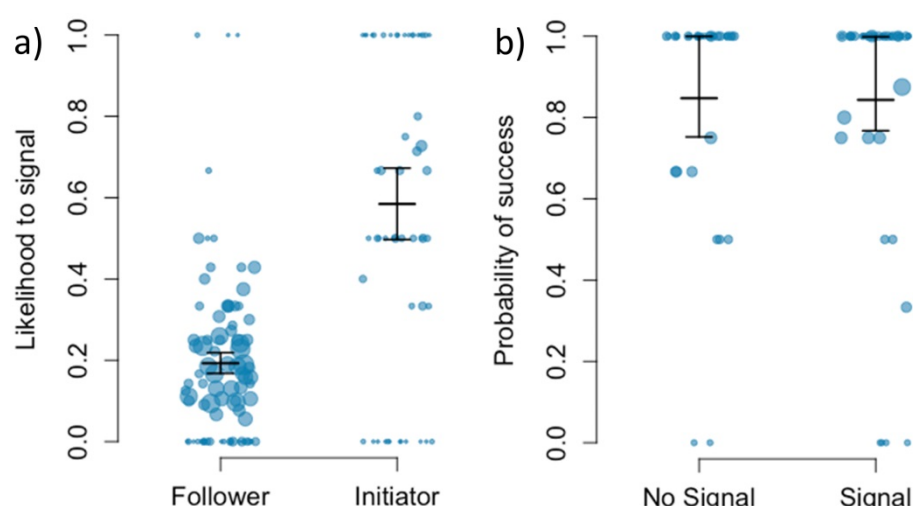 a)
Likelihood to signal
1.0
0.8
0.6
0.4
0.2
0.0
Follower
Initiator
b)
Probability of success
1.0
0.8
0.6
0.4
0.2
0.0
No Signal
Signal